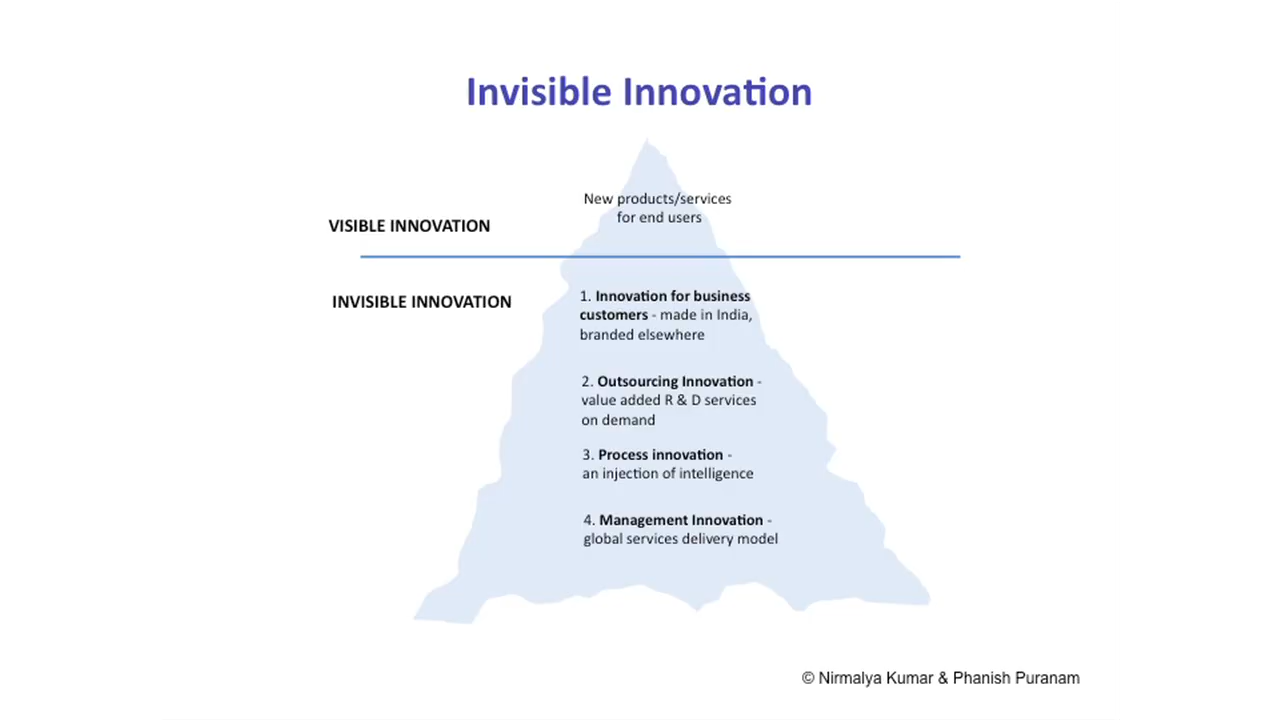 Invisible Innovation
New products/services
for end users
VISIBLE INNOVATION
INVISIBLE INNOVATION
1. Innovation for business
customers - made in India,
branded elsewhere
2. Outsourcing Innovation -
value added R & D services
on demand
3. Process innovation -
an injection of intelligence
4. Management Innovation -
global services delivery model
© Nirmalya Kumar & Phanish Puranam